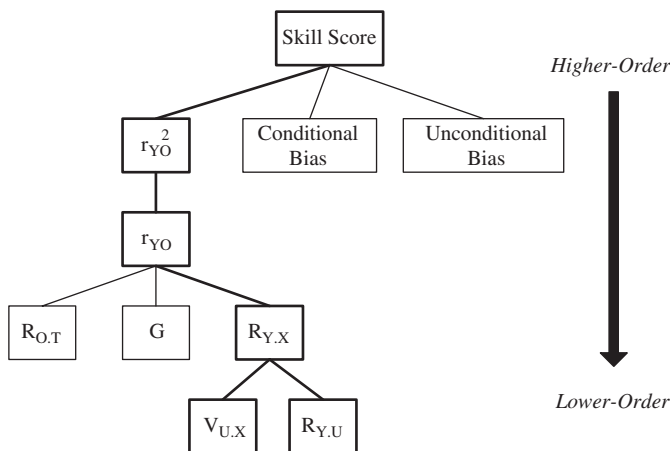 Skill Score
Higher-Order
r_YO^2
Conditional
Bias
Unconditional
Bias
r_YO
R_O.T
G
R_Y.X
Lower-Order
V_U.X
R_Y.U